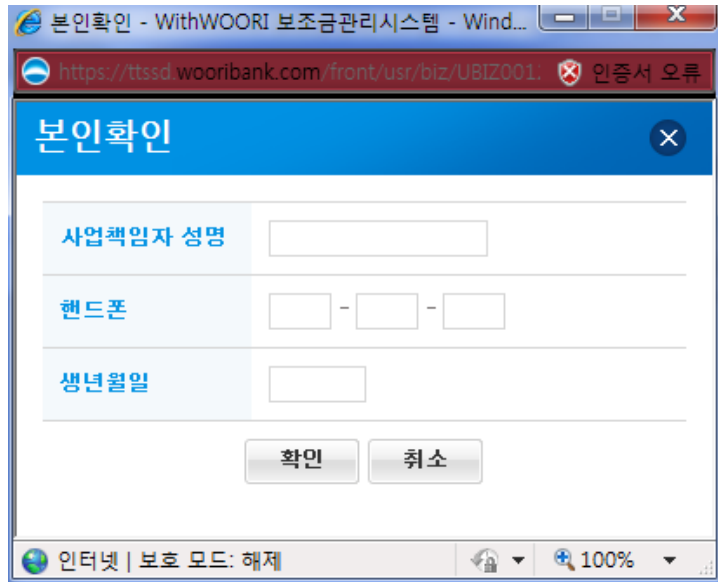 본인확인 - WithWOORI 보조금관리시스템 - Wind...
https://ttssd.wooribank.com/front/usr/biz/UBIZ001: 인증서 오류
본인확인
사업책임자 성명
핸드폰 - -
생년월일
확인 취소
인터넷 | 보호 모드: 해제 100%